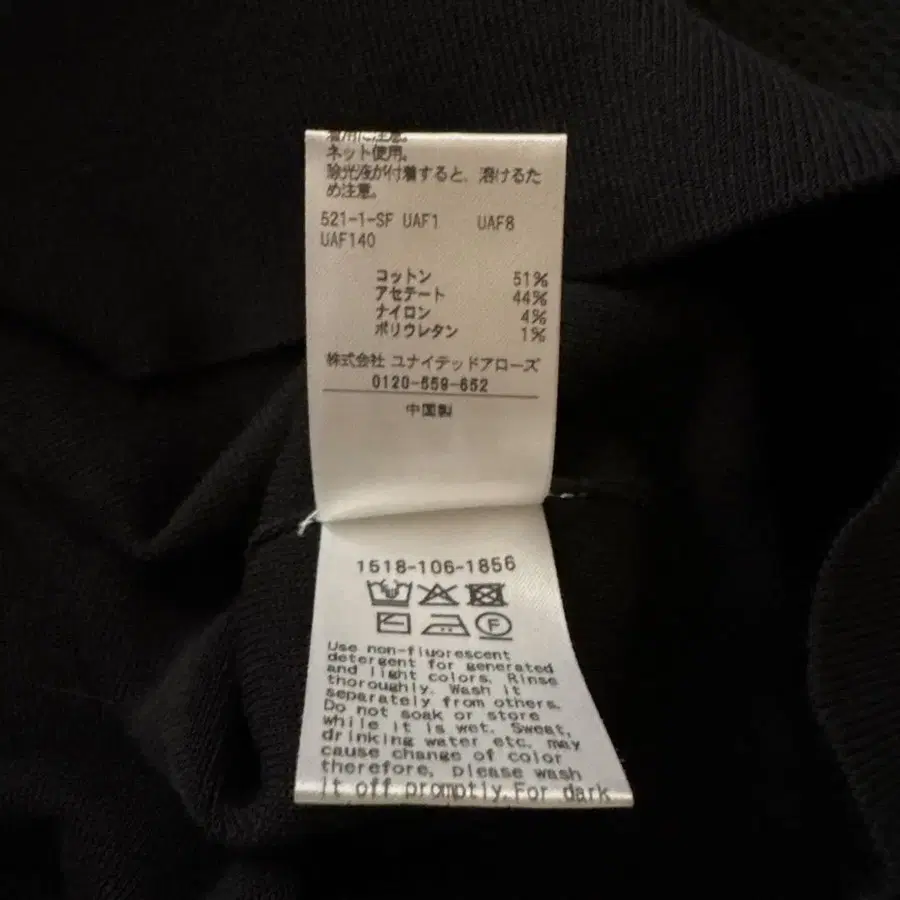 着用に注意。
ネット使用。
除光液が付着すると、溶けるた
め注意。
521-1-SF UAF1 UAF8
UAF140
コットン 51%
アセテート 44%
ナイロン 4%
ポリウレタン 1%
株式会社 ユナイテッドアローズ
0120-559-652
中国製
1518-106-1856
F
Use non-fluorescent
detergent for generated
and light colors. Rinse
thoroughly. Wash it
separately from others.
Do not soak or store
while it is wet. Sweat,
drinking water etc. may
cause change of color
therefore, please wash
it off promptly.For dark